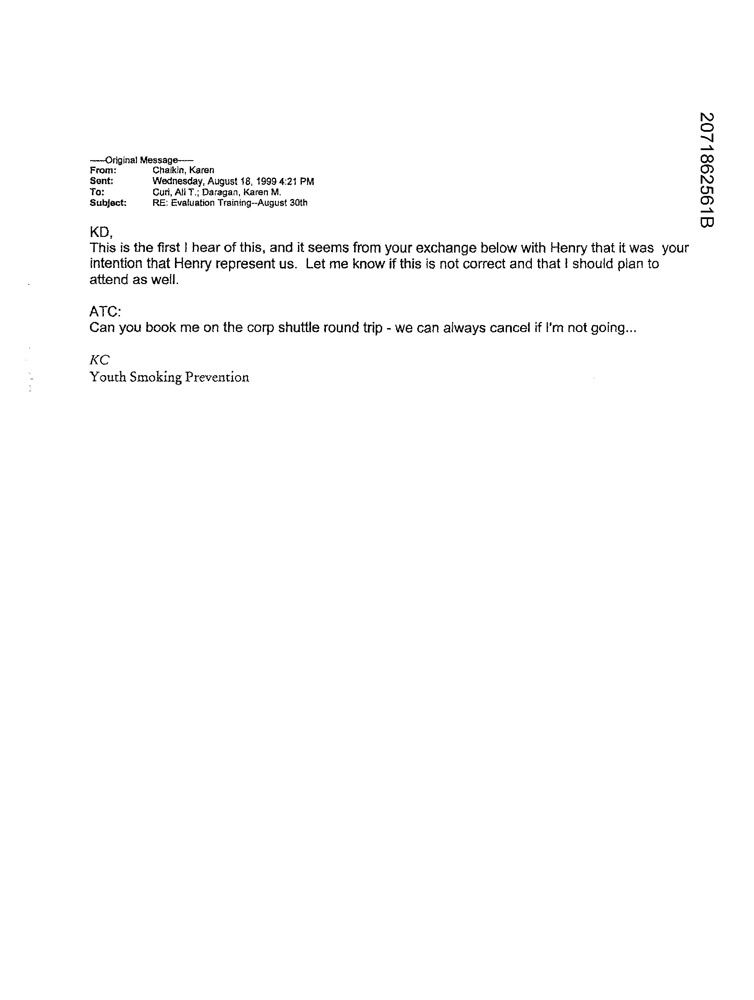 -----Original Message-----
From: Chaikin, Karen
Sent: Wednesday, August 18, 1999 4:21 PM
To: Curi, Ali T.; Daragan, Karen M.
Subject: RE: Evaluation Training--August 30th
KD,
This is the first I hear of this, and it seems from your exchange below with Henry that it was your
intention that Henry represent us. Let me know if this is not correct and that I should plan to
attend as well.
ATC:
Can you book me on the corp shuttle round trip - we can always cancel if I'm not going...
KC
Youth Smoking Prevention
2071862561B